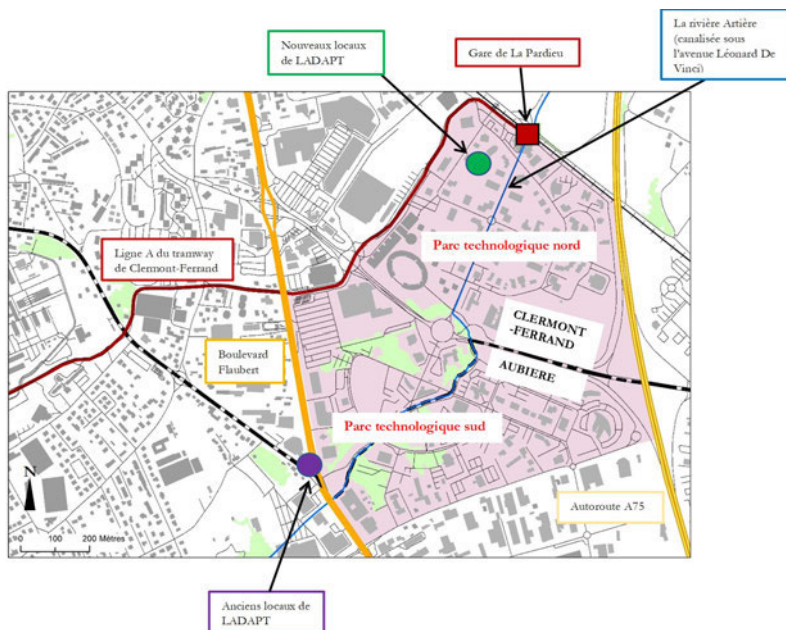 Nouveaux locaux
de LADAPT
Gare de La Pardieu
La rivière Artière
(canalisée sous
l'avenue Léonard De
Vinci)
Parc technologique nord
Ligne A du tramway
de Clermont-Ferrand
CLERMONT
-FERRAND
AUBIERE
Boulevard
Flaubert
Parc technologique sud
N
Autoroute A75
0 100 200 Mètres
Anciens locaux de
LADAPT